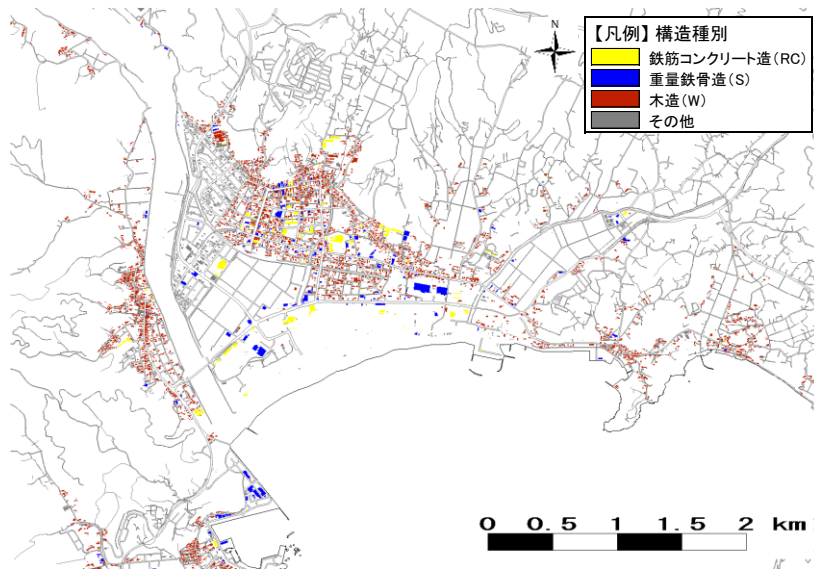 N
【凡例】構造種別
鉄筋コンクリート造(RC)
重量鉄骨造(S)
木造(W)
その他
0 0.5 1 1.5 2 km